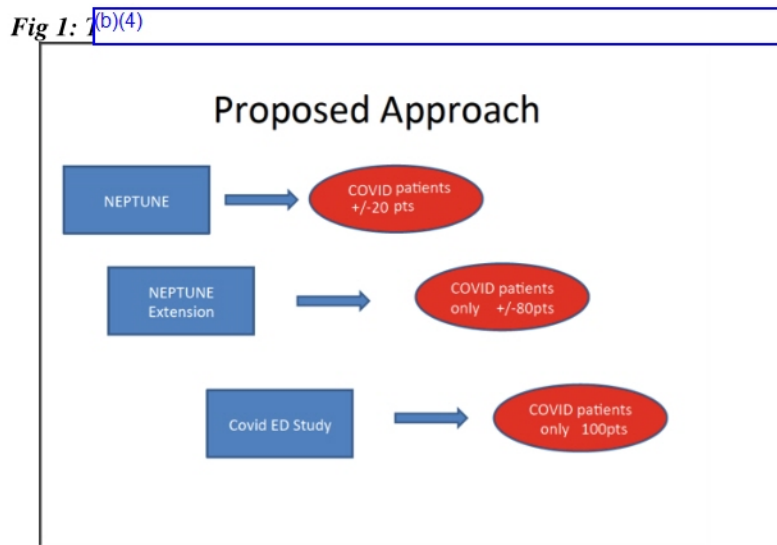 Fig 1: (b)(4)
Proposed Approach
NEPTUNE
COVID patients
+/-20 pts
NEPTUNE
Extension
COVID patients
only +/-80pts
Covid ED Study
COVID patients
only 100pts